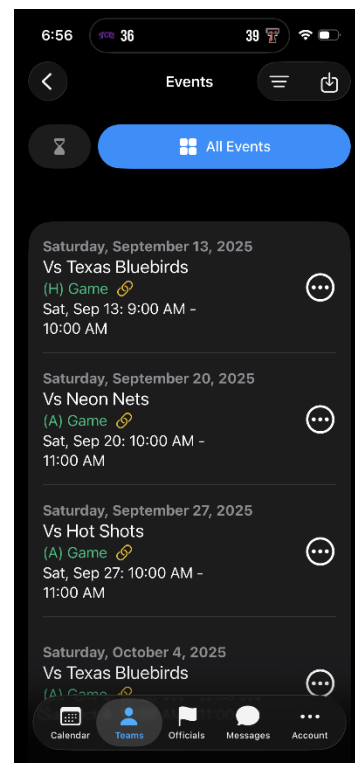 6:56
TCU 36
39
Events
All Events
Saturday, September 13, 2025
Vs Texas Bluebirds
(H) Game
Sat, Sep 13: 9:00 AM –
10:00 AM
Saturday, September 20, 2025
Vs Neon Nets
(A) Game
Sat, Sep 20: 10:00 AM –
11:00 AM
Saturday, September 27, 2025
Vs Hot Shots
(A) Game
Sat, Sep 27: 10:00 AM –
11:00 AM
Saturday, October 4, 2025
Vs Texas Bluebirds
(A) Game
Calendar
Teams
Officials
Messages
Account